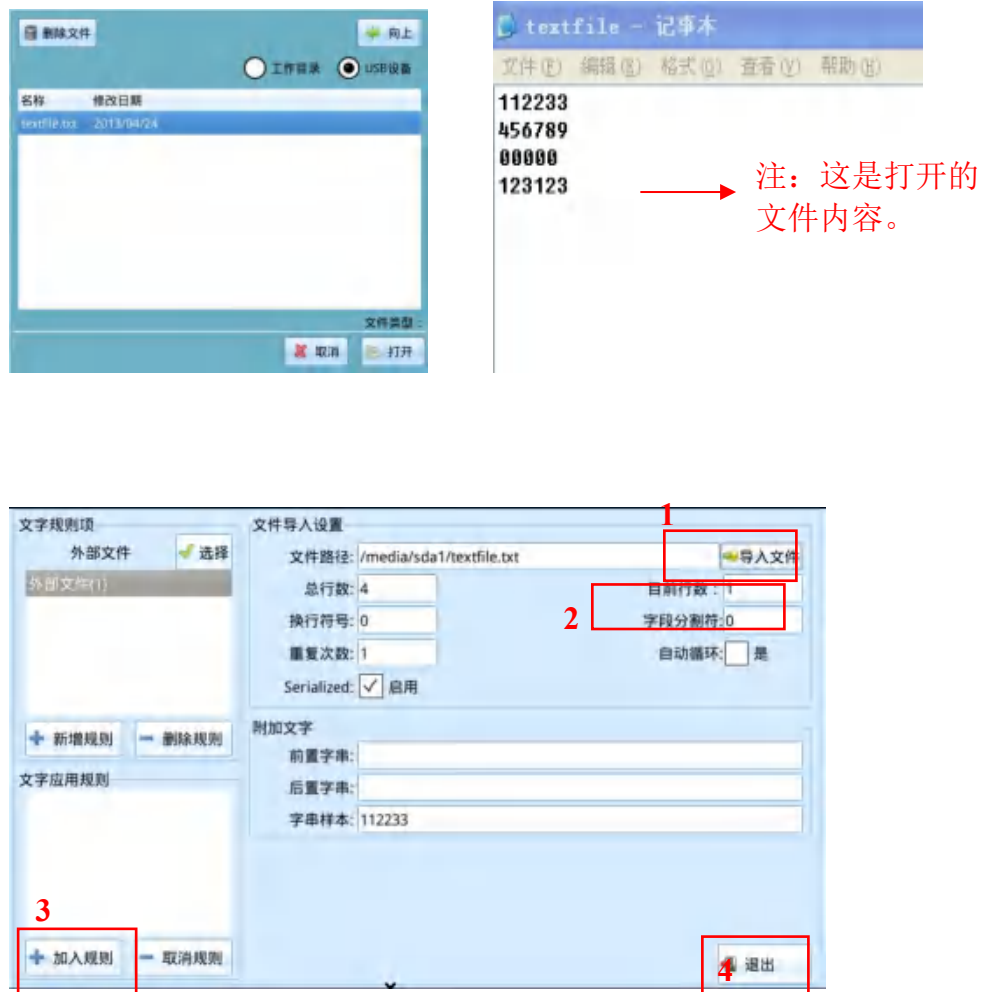 删除文件
向上
工作目录 USB设备
名称 修改日期
textfile.txt 2013/04/24
文件类型：
取消 打开
textfile - 记事本
文件(F) 编辑(E) 格式(O) 查看(V) 帮助(H)
112233
456789
00000
123123
注：这是打开的
文件内容。
文字规则项
外部文件 选择
外部文件(1)
新增规则 删除规则
文字应用规则
3
加入规则 取消规则
文件导入设置
1
文件路径: /media/sda1/textfile.txt 导入文件
总行数: 4 目前行数：1
2
换行符号: 0 字段分割符: 0
重复次数: 1 自动循环: 是
Serialized: 启用
附加文字
前置字串:
后置字串:
字串样本: 112233
4 退出